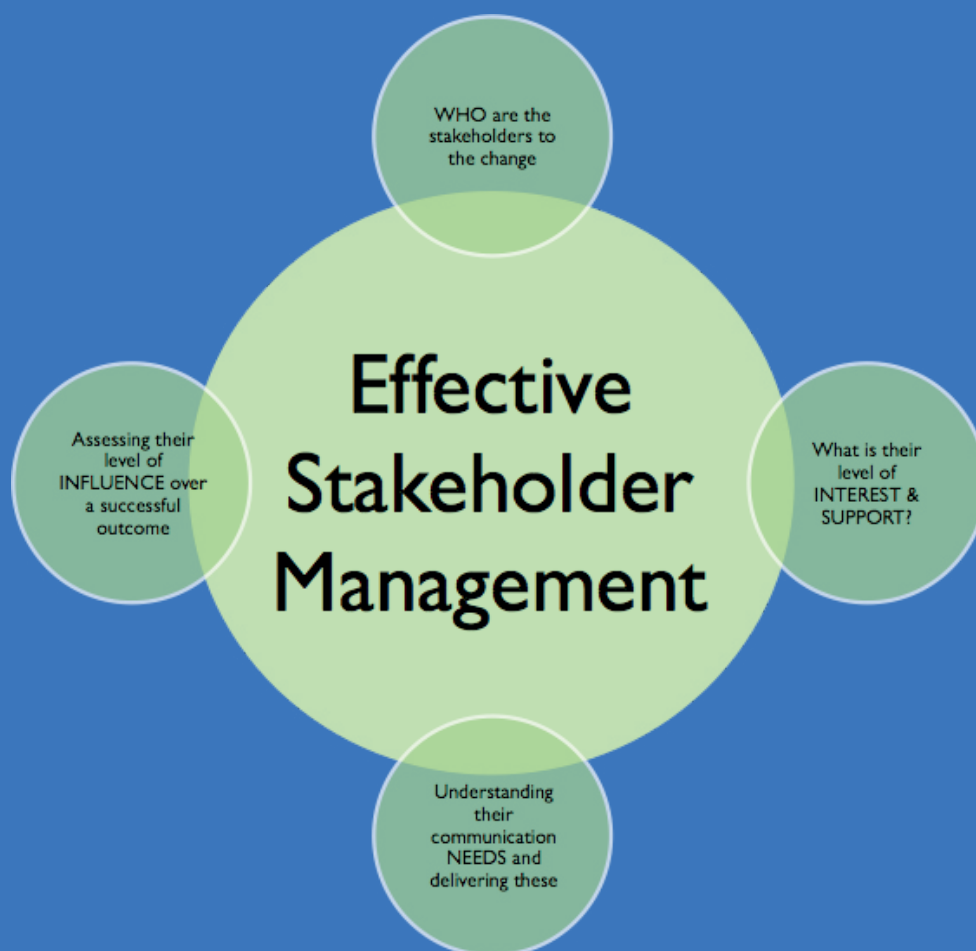 WHO are the
stakeholders to
the change
Effective
Stakeholder
Management
Assessing their
level of
INFLUENCE over
a successful
outcome
What is their
level of
INTEREST &
SUPPORT?
Understanding
their
communication
NEEDS and
delivering these